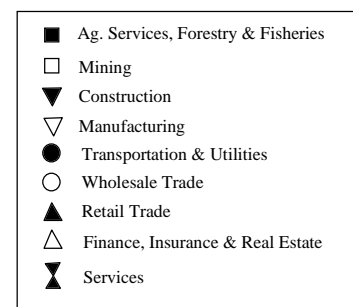 Ag. Services, Forestry & Fisheries
Mining
Construction
Manufacturing
Transportation & Utilities
Wholesale Trade
Retail Trade
Finance, Insurance & Real Estate
Services